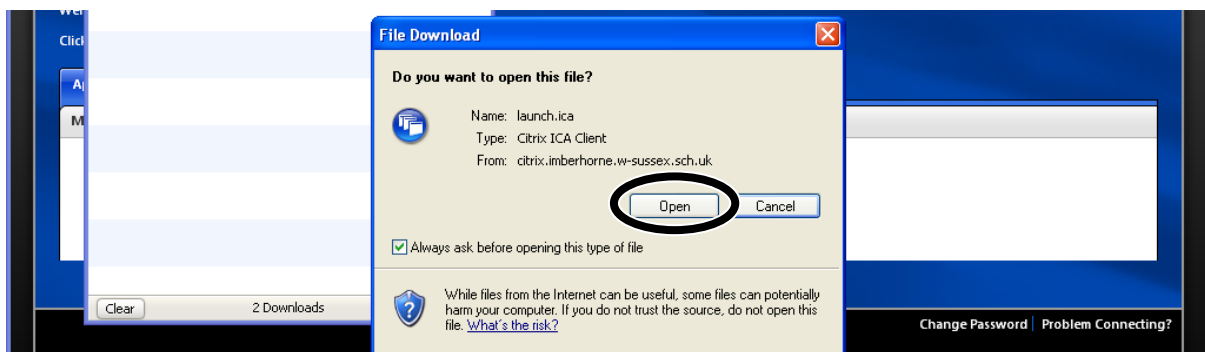 Click
File Download
Do you want to open this file?
Name: launch.ica
Type: Citrix ICA Client
From: citrix.imberhorne.w-sussex.sch.uk
Open Cancel
Always ask before opening this type of file
While files from the Internet can be useful, some files can potentially
harm your computer. If you do not trust the source, do not open this
file. What's the risk?
Clear 2 Downloads
Change Password Problem Connecting?